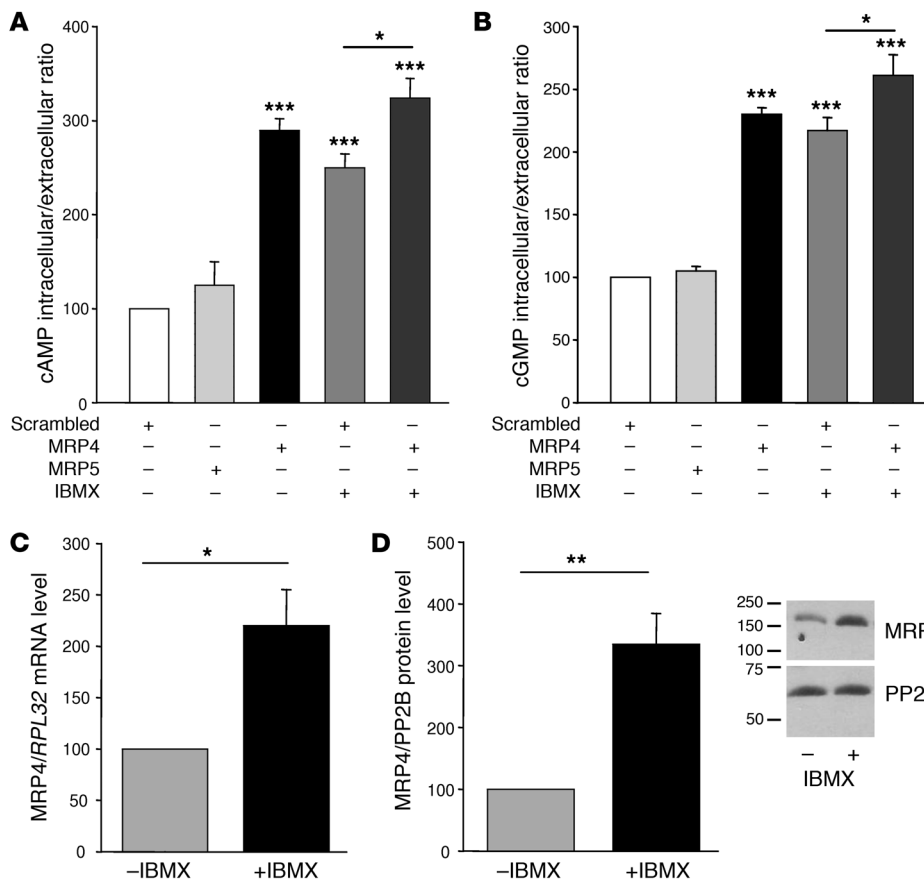 A
cAMP intracellular/extracellular ratio
400
300
200
100
0
***
***
*
***
Scrambled + – – + –
MRP4 – – + – +
MRP5 – + – – –
IBMX – – – + +
B
cGMP intracellular/extracellular ratio
300
250
200
150
100
50
0
***
***
*
***
Scrambled + – – + –
MRP4 – – + – +
MRP5 – + – – –
IBMX – – – + +
C
MRP4/RPL32 mRNA level
300
250
200
150
100
50
0
*
–IBMX +IBMX
D
MRP4/PP2B protein level
500
400
300
200
100
0
**
–IBMX +IBMX
250
150
100
MRP
75
50
PP2
– +
IBMX